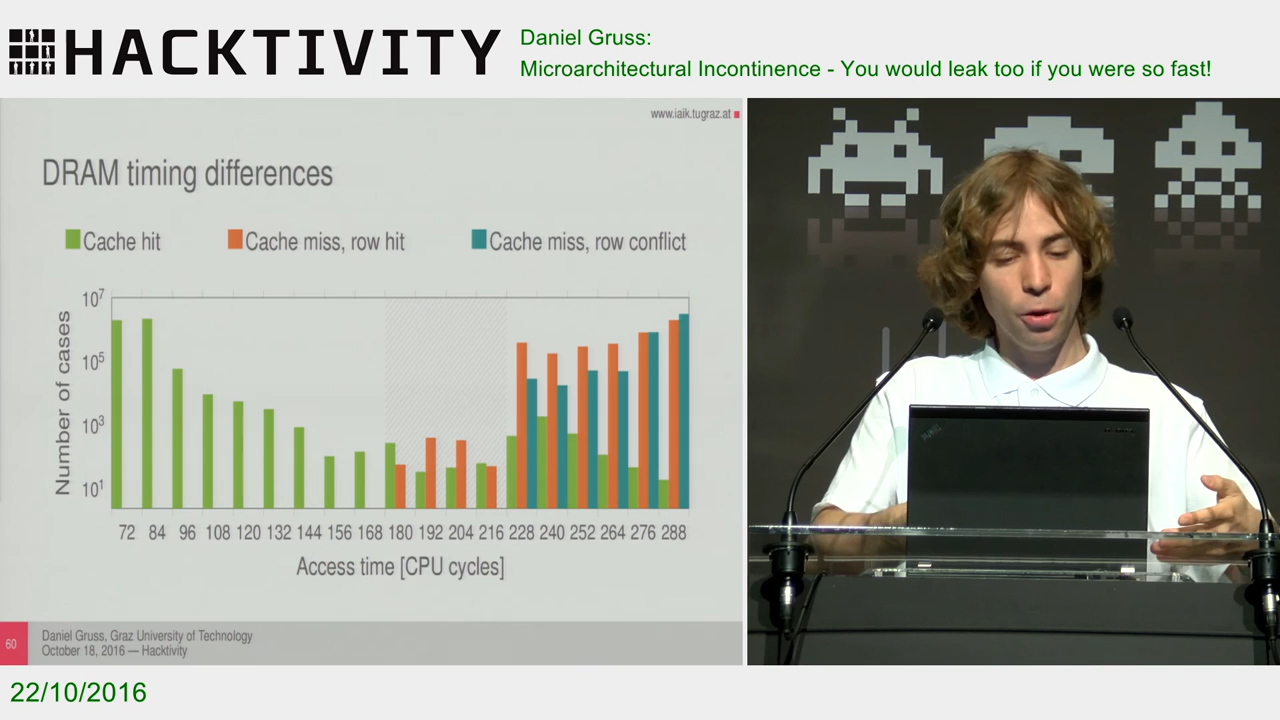 HACKTIVITY
Daniel Gruss:
Microarchitectural Incontinence - You would leak too if you were so fast!
www.iaik.tugraz.at
DRAM timing differences
Cache hit
Cache miss, row hit
Cache miss, row conflict
10^7
10^5
10^3
10^1
Number of cases
72 84 96 108 120 132 144 156 168 180 192 204 216 228 240 252 264 276 288
Access time [CPU cycles]
60
Daniel Gruss, Graz University of Technology
October 18, 2016 — Hacktivity
22/10/2016